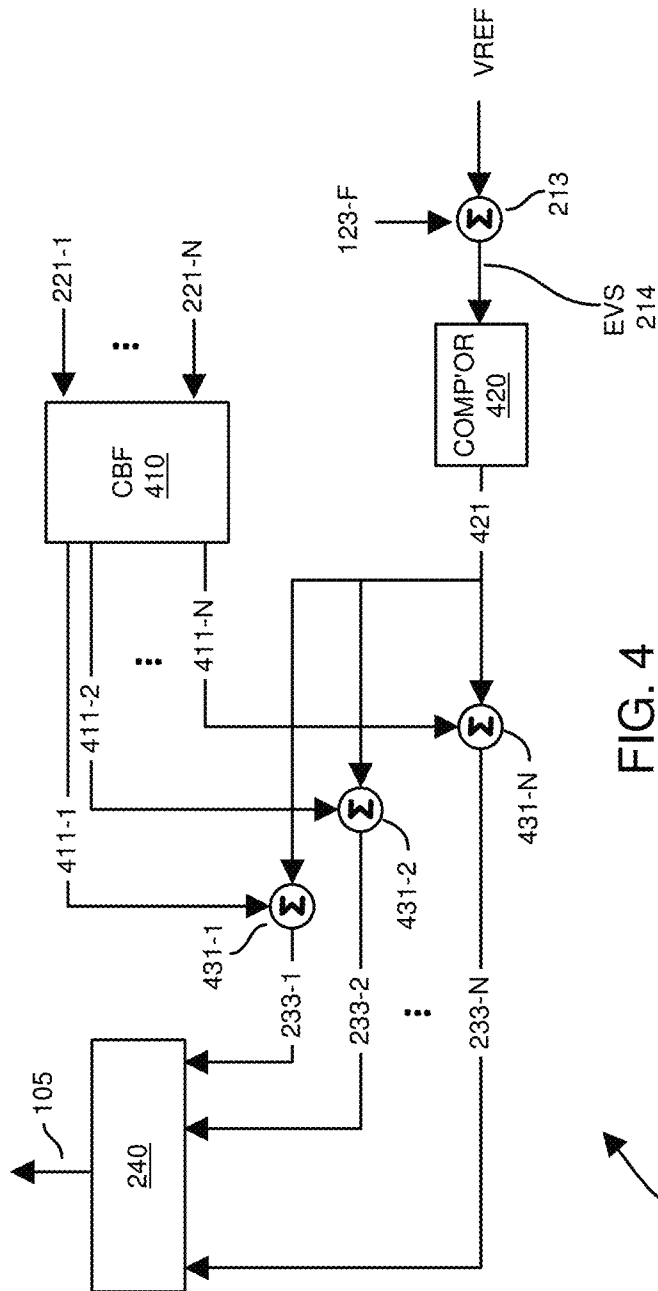 105
240
233-1
233-2
...
233-N
431-1
Σ
431-2
Σ
431-N
Σ
411-1
411-2
...
411-N
CBF
410
221-1
...
221-N
421
COMP'OR
420
EVS
214
123-F
Σ
213
VREF
FIG. 4